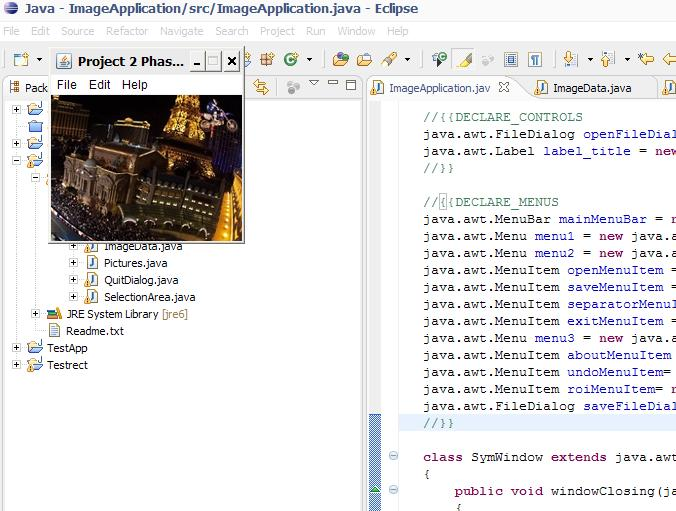 Java - ImageApplication/src/ImageApplication.java - Eclipse
File Edit Source Refactor Navigate Search Project Run Window Help
Project 2 Phas...
File Edit Help
Pack
ImageData.java
Pictures.java
QuitDialog.java
SelectionArea.java
JRE System Library [jre6]
Readme.txt
TestApp
Testrect
ImageApplication.jav
ImageData.java
//{{DECLARE_CONTROLS
java.awt.FileDialog openFileDial
java.awt.Label label_title = new
//}}
//{{DECLARE_MENUS
java.awt.MenuBar mainMenuBar = n
java.awt.Menu menu1 = new java.a
java.awt.Menu menu2 = new java.a
java.awt.MenuItem openMenuItem =
java.awt.MenuItem saveMenuItem =
java.awt.MenuItem separatorMenuI
java.awt.MenuItem exitMenuItem =
java.awt.Menu menu3 = new java.a
java.awt.MenuItem aboutMenuItem
java.awt.MenuItem undoMenuItem=
java.awt.MenuItem roiMenuItem= n
java.awt.FileDialog saveFileDial
//}}
class SymWindow extends java.awt
{
public void windowClosing(ja
{